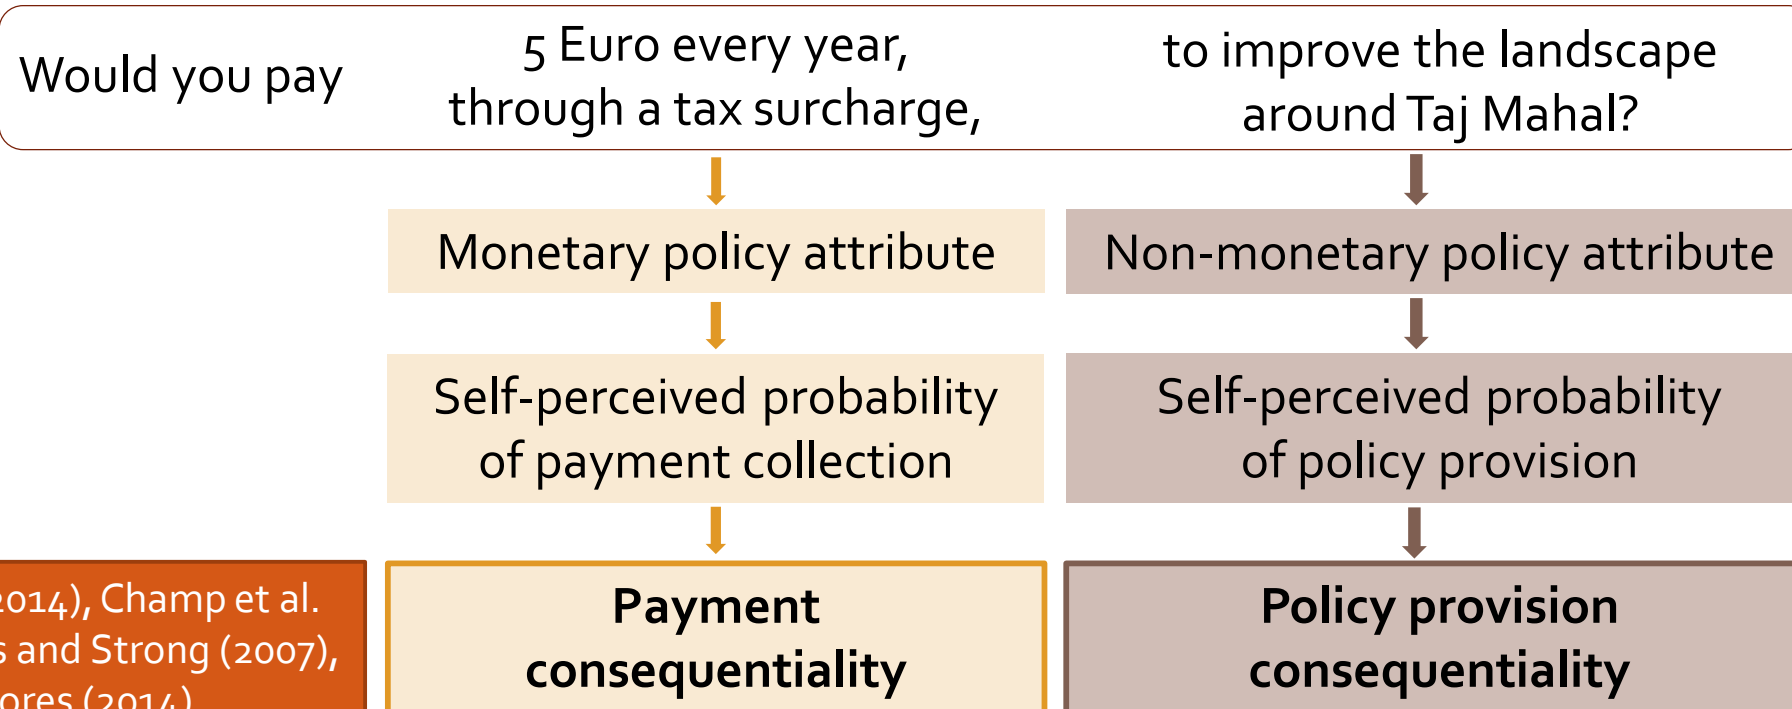 Would you pay
5 Euro every year,
through a tax surcharge,
to improve the landscape
around Taj Mahal?
Monetary policy attribute
Non-monetary policy attribute
Self-perceived probability
of payment collection
Self-perceived probability
of policy provision
2014), Champ et al.
and Strong (2007),
(2014)
Payment
consequentiality
Policy provision
consequentiality